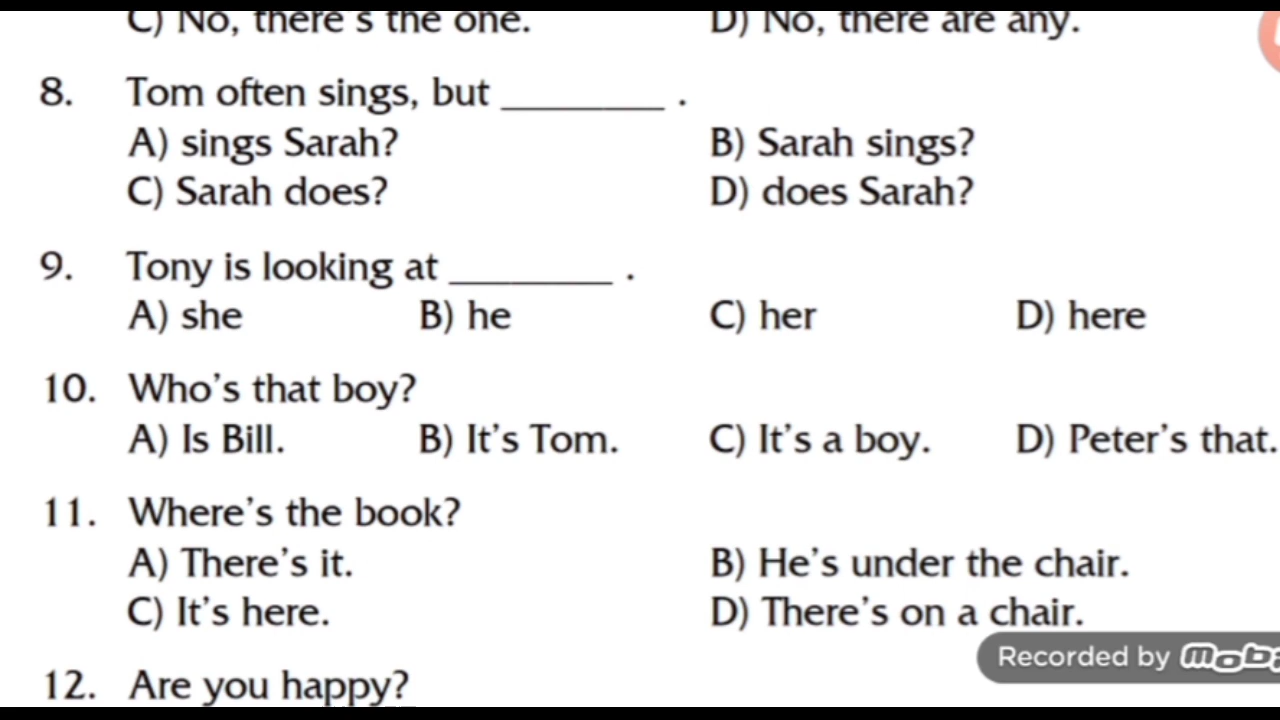 C) No, there's the one. D) No, there are any.
8. Tom often sings, but ________ .
A) sings Sarah? B) Sarah sings?
C) Sarah does? D) does Sarah?
9. Tony is looking at ________ .
A) she B) he C) her D) here
10. Who's that boy?
A) Is Bill. B) It's Tom. C) It's a boy. D) Peter's that.
11. Where's the book?
A) There's it. B) He's under the chair.
C) It's here. D) There's on a chair.
Recorded by
12. Are you happy?